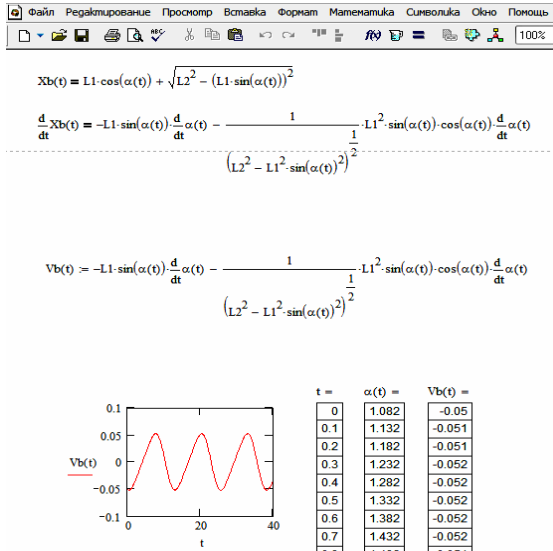 Файл Редактирование Просмотр Вставка Формат Математика Символика Окно Помощь
100%
Xb(t) = L1·cos(α(t)) + √(L2² − (L1·sin(α(t)))²)
d/dt Xb(t) = −L1·sin(α(t))·d/dt α(t) − 1/(L2² − L1²·sin(α(t))²)^(1/2)·L1²·sin(α(t))·cos(α(t))·d/dt α(t)
Vb(t) := −L1·sin(α(t))·d/dt α(t) − 1/(L2² − L1²·sin(α(t))²)^(1/2)·L1²·sin(α(t))·cos(α(t))·d/dt α(t)
t = α(t) = Vb(t) =
0 1.082 -0.05
0.1 1.132 -0.051
0.2 1.182 -0.051
0.3 1.232 -0.052
0.4 1.282 -0.052
0.5 1.332 -0.052
0.6 1.382 -0.052
0.7 1.432 -0.052
0.1
0.05
Vb(t) 0
−0.05
−0.1
0 20 40
t